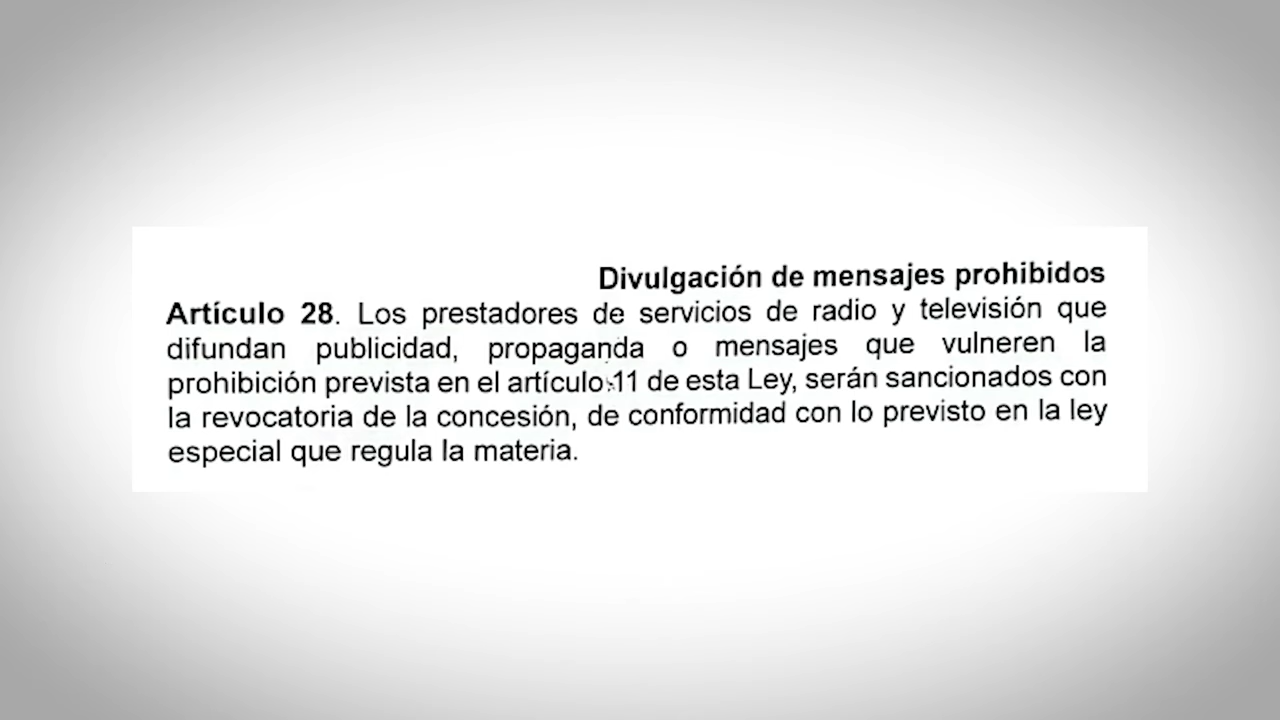 Divulgación de mensajes prohibidos
Artículo 28. Los prestadores de servicios de radio y televisión que
difundan publicidad, propaganda o mensajes que vulneren la
prohibición prevista en el artículo 11 de esta Ley, serán sancionados con
la revocatoria de la concesión, de conformidad con lo previsto en la ley
especial que regula la materia.